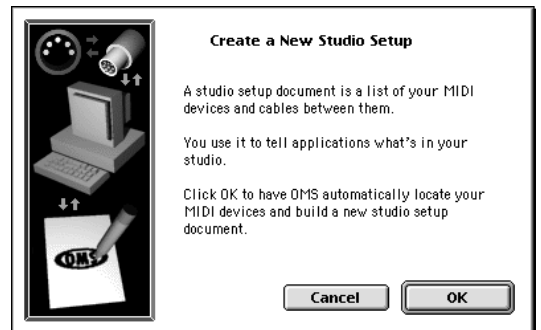 Create a New Studio Setup
A studio setup document is a list of your MIDI
devices and cables between them.
You use it to tell applications what's in your
studio.
Click OK to have OMS automatically locate your
MIDI devices and build a new studio setup
document.
OMS
Cancel
OK